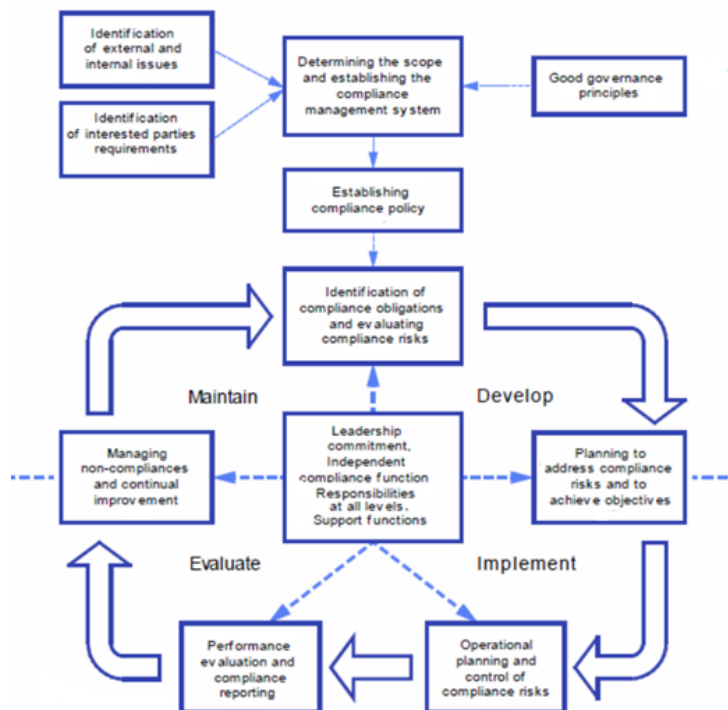 Identification
of external and
internal issues
Determining the scope
and establishing the
compliance
management system
Good governance
principles
Identification
of interested parties
requirements
Establishing
compliance policy
Identification of
compliance obligations
and evaluating
compliance risks
Maintain
Develop
Managing
non-compliances
and continual
improvement
Leadership
commitment,
Independent
compliance function
Responsibilities
at all levels.
Support functions
Planning to
address compliance
risks and to
achieve objectives
Evaluate
Implement
Performance
evaluation and
compliance
reporting
Operational
planning and
control of
compliance risks